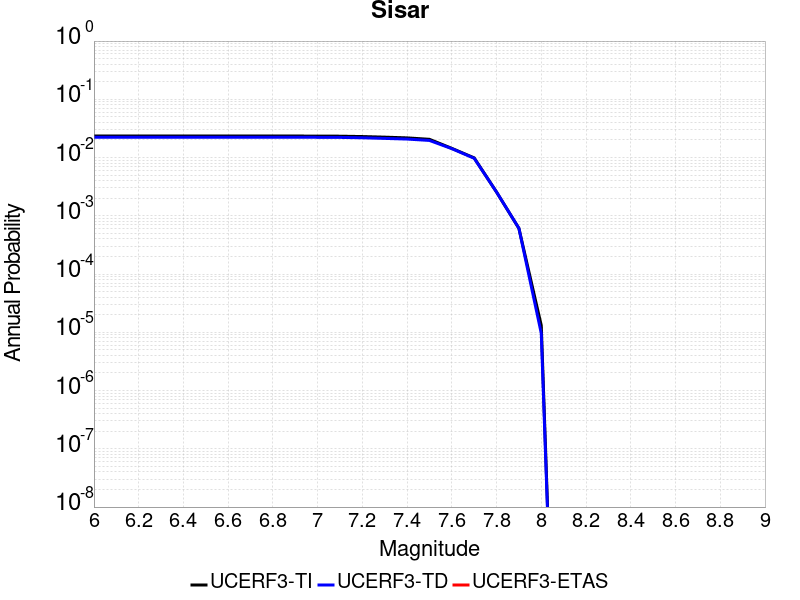 Sisar
10^0
10^-1
10^-2
10^-3
10^-4
10^-5
10^-6
10^-7
10^-8
Annual Probability
6 6.2 6.4 6.6 6.8 7 7.2 7.4 7.6 7.8 8 8.2 8.4 8.6 8.8 9
Magnitude
UCERF3-TI UCERF3-TD UCERF3-ETAS